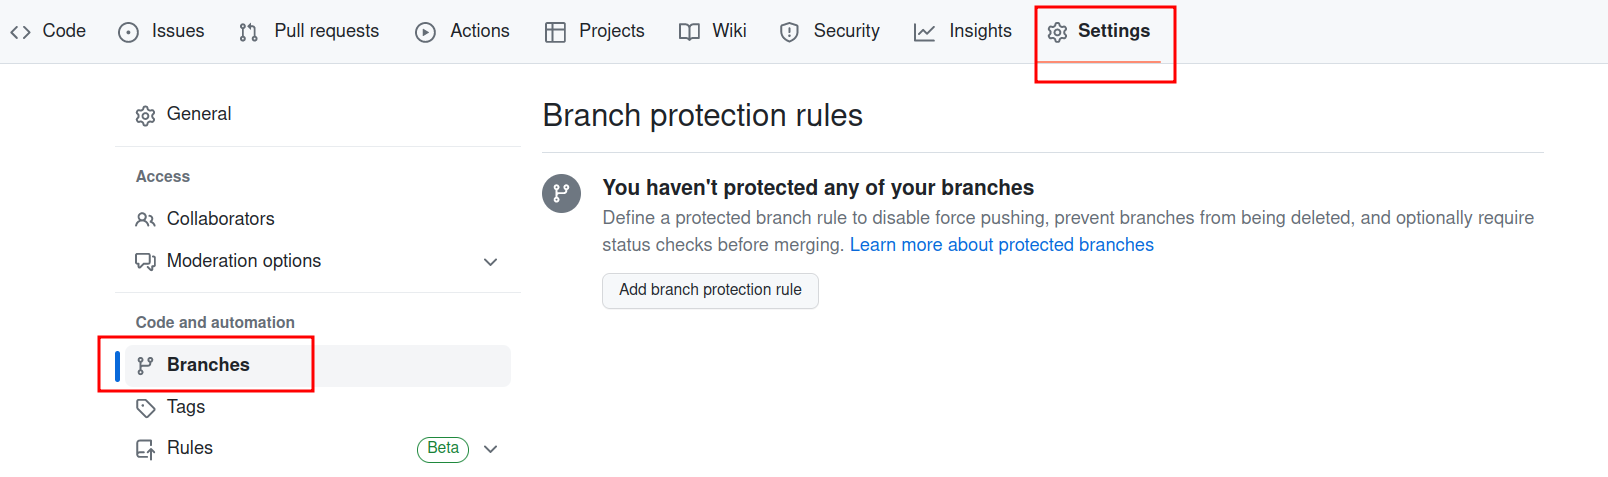 Code Issues Pull requests Actions Projects Wiki Security Insights Settings
General
Access
Collaborators
Moderation options
Code and automation
Branches
Tags
Rules Beta
Branch protection rules
You haven't protected any of your branches
Define a protected branch rule to disable force pushing, prevent branches from being deleted, and optionally require
status checks before merging. Learn more about protected branches
Add branch protection rule